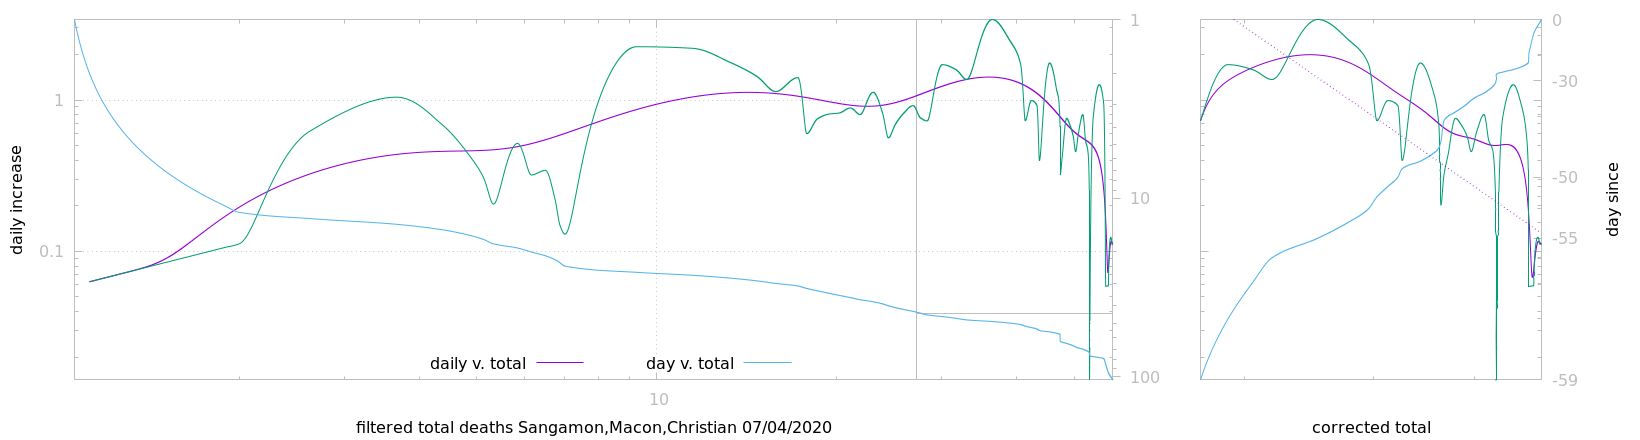 daily increase
1
0.1
10
daily v. total
day v. total
1
10
100
filtered total deaths Sangamon,Macon,Christian 07/04/2020
0
-30
-50
-55
-59
day since
corrected total